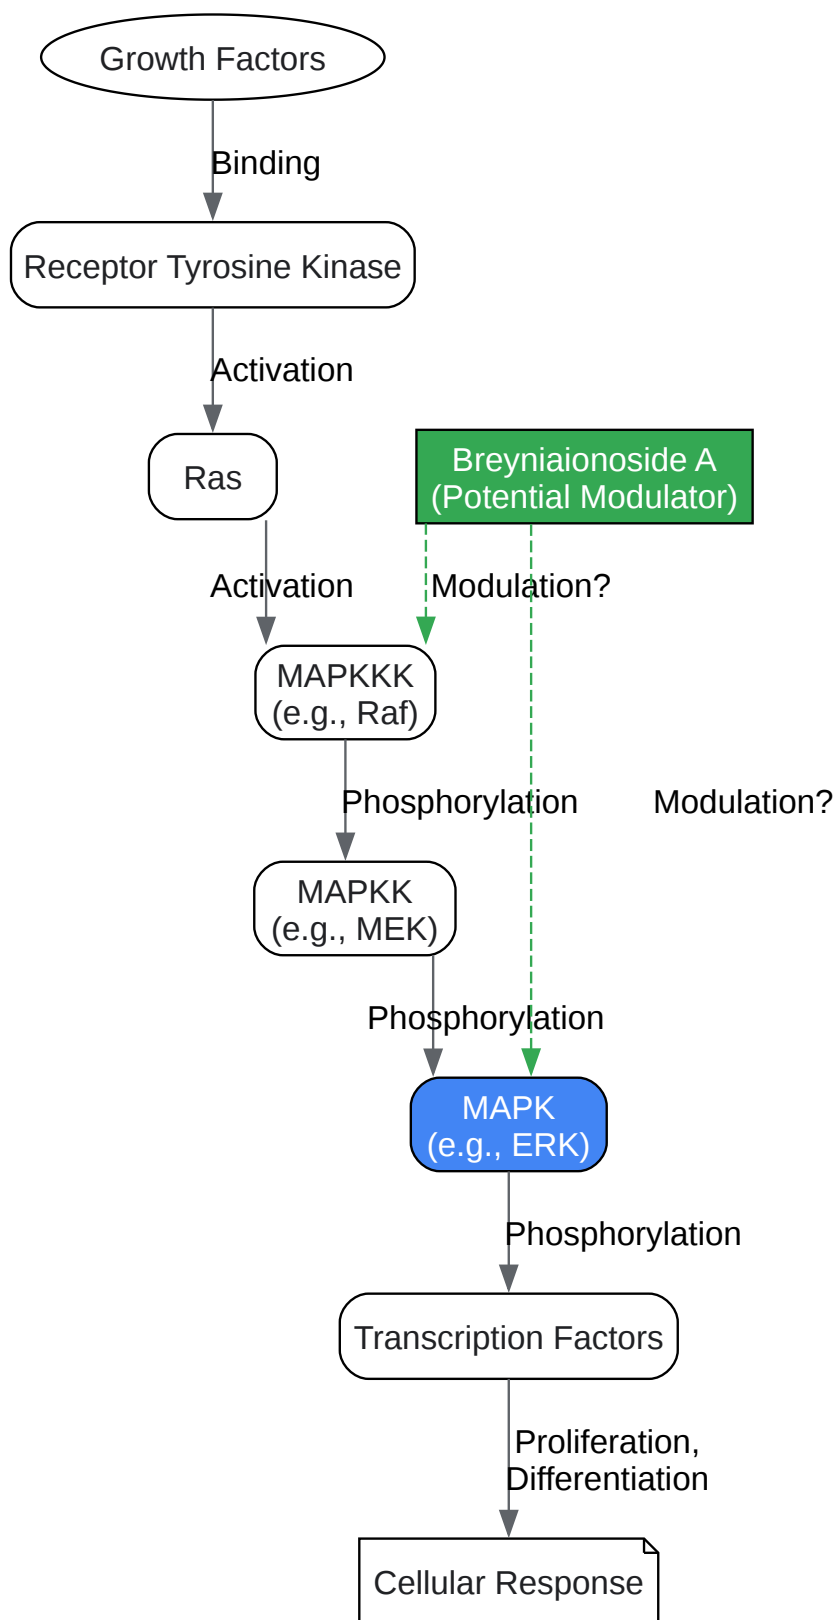 Growth Factors
Binding
Receptor Tyrosine Kinase
Activation
Ras
Breyniaionoside A
(Potential Modulator)
Activation
Modulation?
MAPKKK
(e.g., Raf)
Phosphorylation
Modulation?
MAPKK
(e.g., MEK)
Phosphorylation
MAPK
(e.g., ERK)
Phosphorylation
Transcription Factors
Proliferation,
Differentiation
Cellular Response